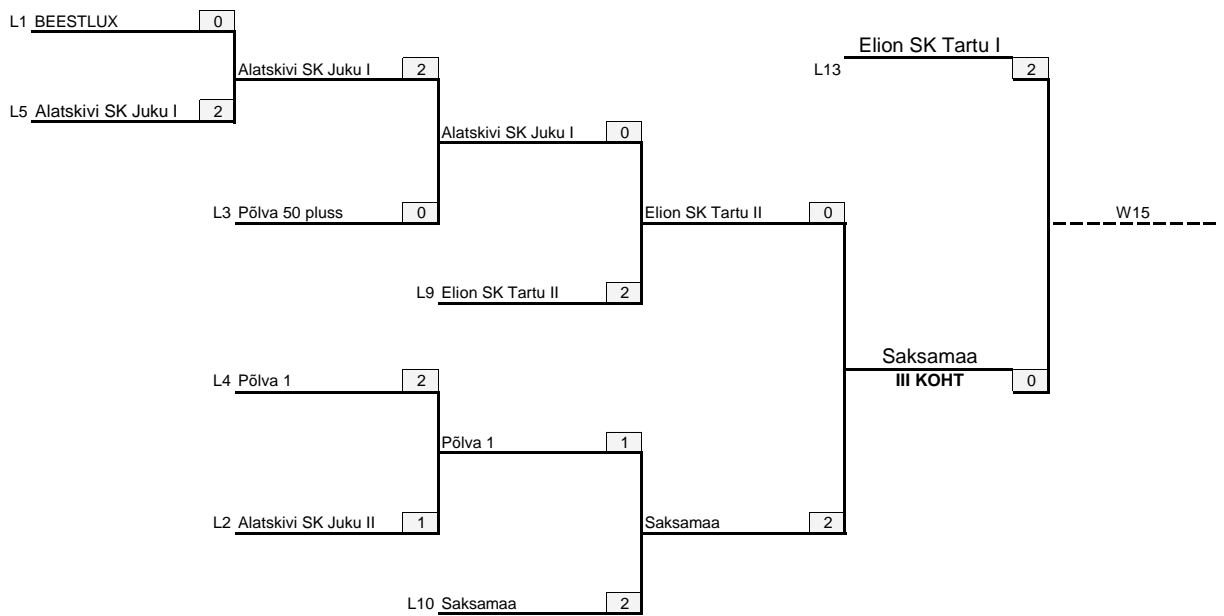 L1 BEESTLUX 0
Elion SK Tartu I
Alatskivi SK Juku I 2
L13 2
L5 Alatskivi SK Juku I 2
Alatskivi SK Juku I 0
L3 Põlva 50 pluss 0
Elion SK Tartu II 0
W15
L9 Elion SK Tartu II 2
Saksamaa
L4 Põlva 1 2
III KOHT 0
Põlva 1 1
L2 Alatskivi SK Juku II 1
Saksamaa 2
L10 Saksamaa 2